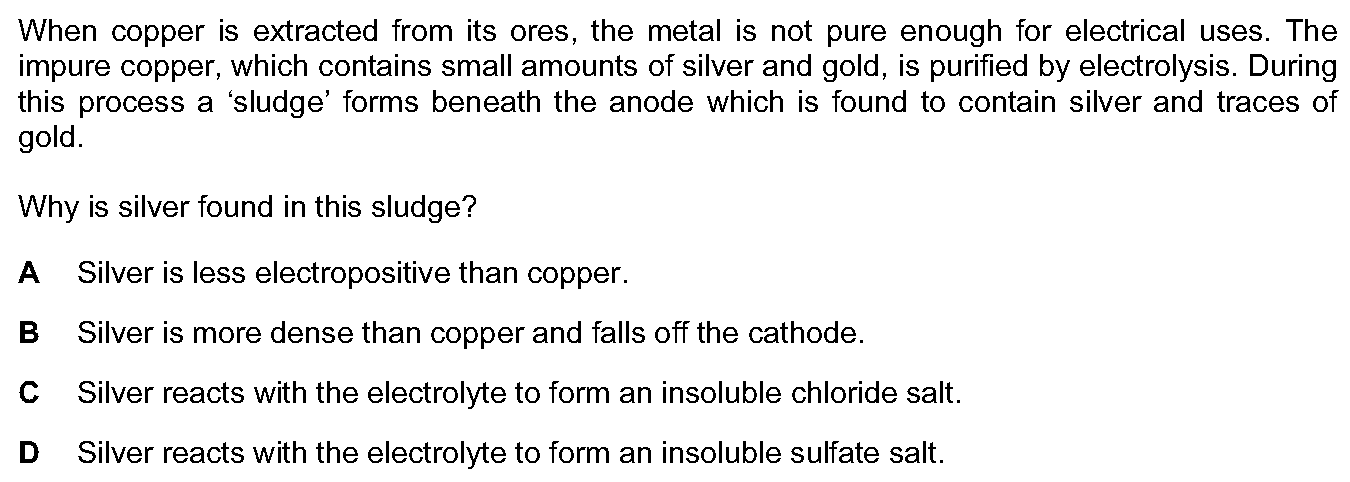 When copper is extracted from its ores, the metal is not pure enough for electrical uses. The
impure copper, which contains small amounts of silver and gold, is purified by electrolysis. During
this process a ‘sludge’ forms beneath the anode which is found to contain silver and traces of
gold.
Why is silver found in this sludge?
A Silver is less electropositive than copper.
B Silver is more dense than copper and falls off the cathode.
C Silver reacts with the electrolyte to form an insoluble chloride salt.
D Silver reacts with the electrolyte to form an insoluble sulfate salt.